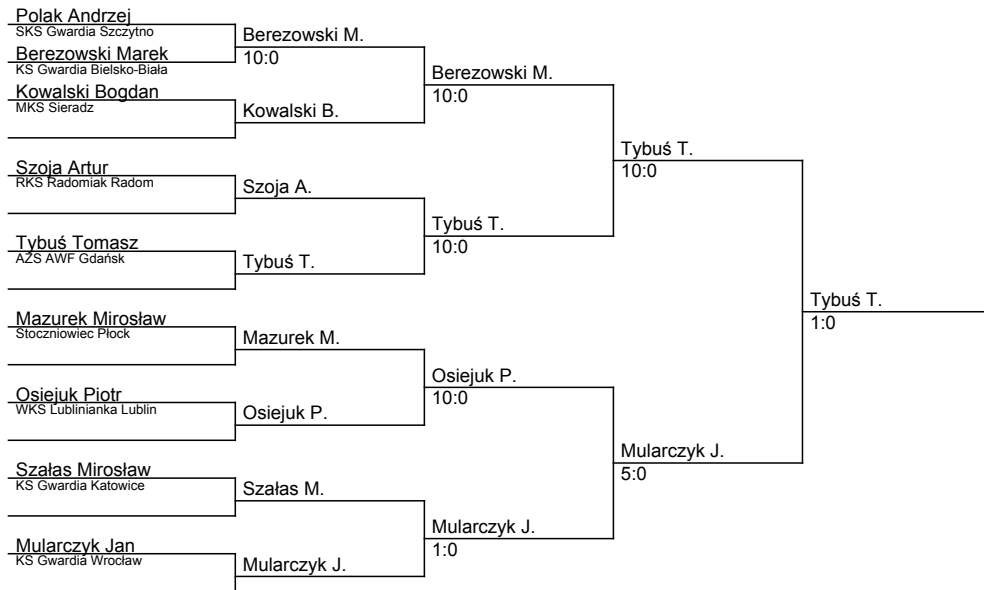 Polak Andrzej
SKS Gwardia Szczytno
Berezowski M.
10:0
Berezowski Marek
KS Gwardia Bielsko-Biała
Berezowski M.
10:0
Kowalski Bogdan
MKS Sieradz
Kowalski B.
Tybuś T.
10:0
Szoja Artur
RKS Radomiak Radom
Szoja A.
Tybuś T.
10:0
Tybuś Tomasz
AZS AWF Gdańsk
Tybuś T.
Tybuś T.
1:0
Mazurek Mirosław
Stoczniowiec Płock
Mazurek M.
Osiejuk P.
10:0
Osiejuk Piotr
WKS Lublinianka Lublin
Osiejuk P.
Mularczyk J.
5:0
Szałas Mirosław
KS Gwardia Katowice
Szałas M.
Mularczyk J.
1:0
Mularczyk Jan
KS Gwardia Wrocław
Mularczyk J.